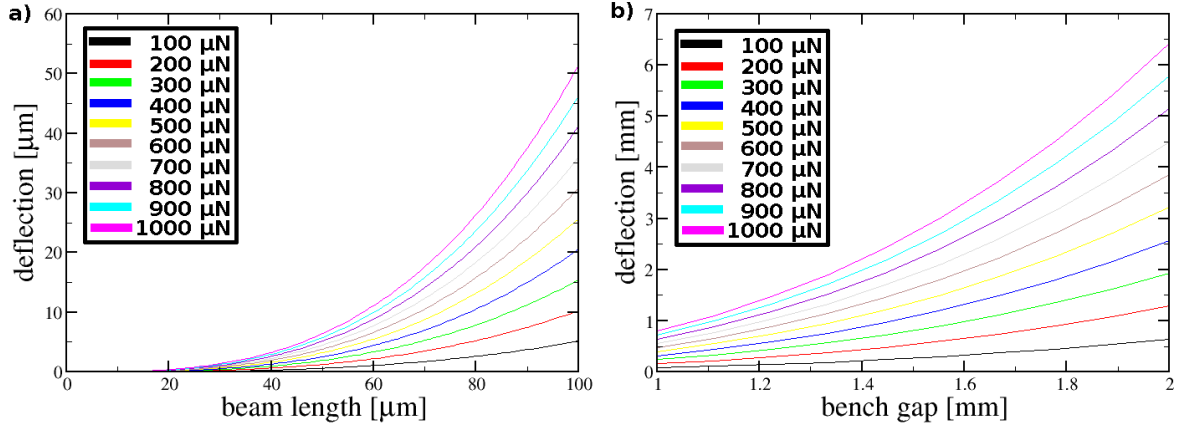 a)
60
50
40
30
20
10
0
deflection [μm]
100 μN
200 μN
300 μN
400 μN
500 μN
600 μN
700 μN
800 μN
900 μN
1000 μN
0 20 40 60 80 100
beam length [μm]
b)
7
6
5
4
3
2
1
0
deflection [mm]
100 μN
200 μN
300 μN
400 μN
500 μN
600 μN
700 μN
800 μN
900 μN
1000 μN
1 1.2 1.4 1.6 1.8 2
bench gap [mm]